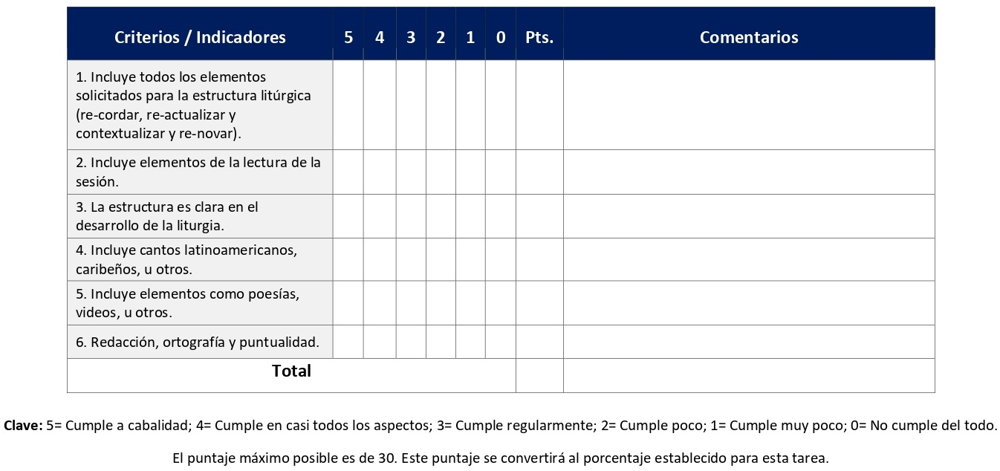 Criterios / Indicadores 5 4 3 2 1 0 Pts. Comentarios
1. Incluye todos los elementos
solicitados para la estructura litúrgica
(re-cordar, re-actualizar y
contextualizar y re-novar).
2. Incluye elementos de la lectura de la
sesión.
3. La estructura es clara en el
desarrollo de la liturgia.
4. Incluye cantos latinoamericanos,
caribeños, u otros.
5. Incluye elementos como poesías,
videos, u otros.
6. Redacción, ortografía y puntualidad.
Total
Clave: 5= Cumple a cabalidad; 4= Cumple en casi todos los aspectos; 3= Cumple regularmente; 2= Cumple poco; 1= Cumple muy poco; 0= No cumple del todo.
El puntaje máximo posible es de 30. Este puntaje se convertirá al porcentaje establecido para esta tarea.